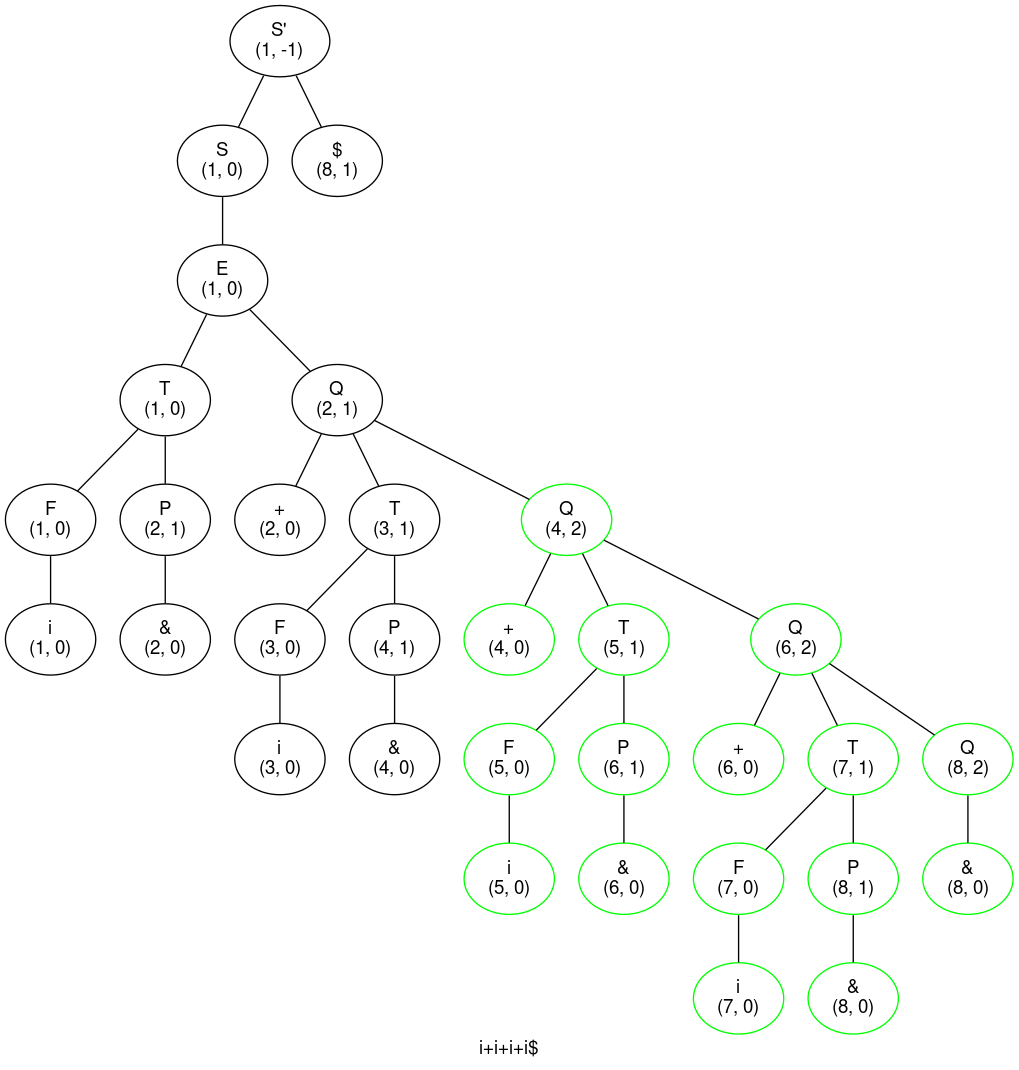 S'
(1, -1)
S
(1, 0)
$
(8, 1)
E
(1, 0)
T
(1, 0)
Q
(2, 1)
F
(1, 0)
P
(2, 1)
+
(2, 0)
T
(3, 1)
Q
(4, 2)
i
(1, 0)
&
(2, 0)
F
(3, 0)
P
(4, 1)
+
(4, 0)
T
(5, 1)
Q
(6, 2)
i
(3, 0)
&
(4, 0)
F
(5, 0)
P
(6, 1)
+
(6, 0)
T
(7, 1)
Q
(8, 2)
i
(5, 0)
&
(6, 0)
F
(7, 0)
P
(8, 1)
&
(8, 0)
i
(7, 0)
&
(8, 0)
i+i+i+i$